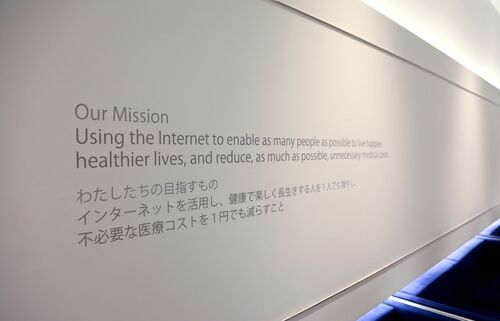 Our Mission
Using the Internet to enable as many people as possible to live happier,
healthier lives, and reduce, as much as possible, unnecessary medical costs.
わたしたちの目指すもの
インターネットを活用し、健康で楽しく長生きする人を1人でも増やし、
不必要な医療コストを1円でも減らすこと